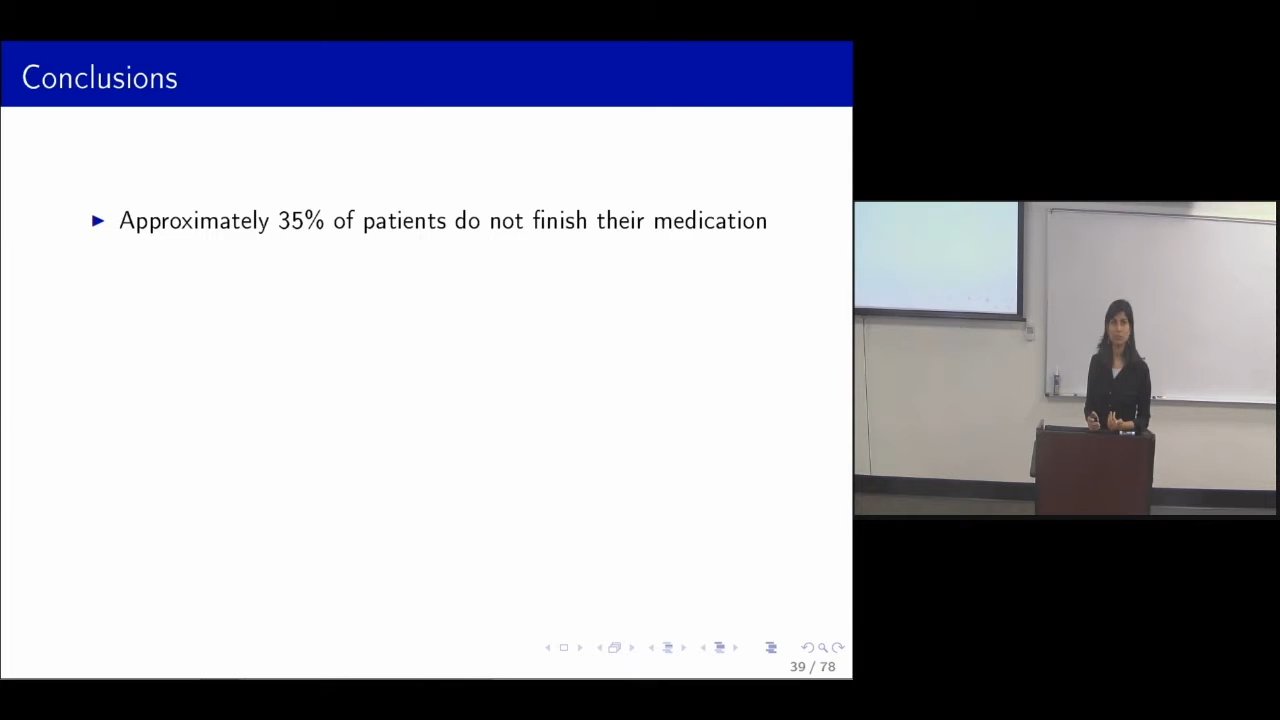 Conclusions
Approximately 35% of patients do not finish their medication
39 / 78